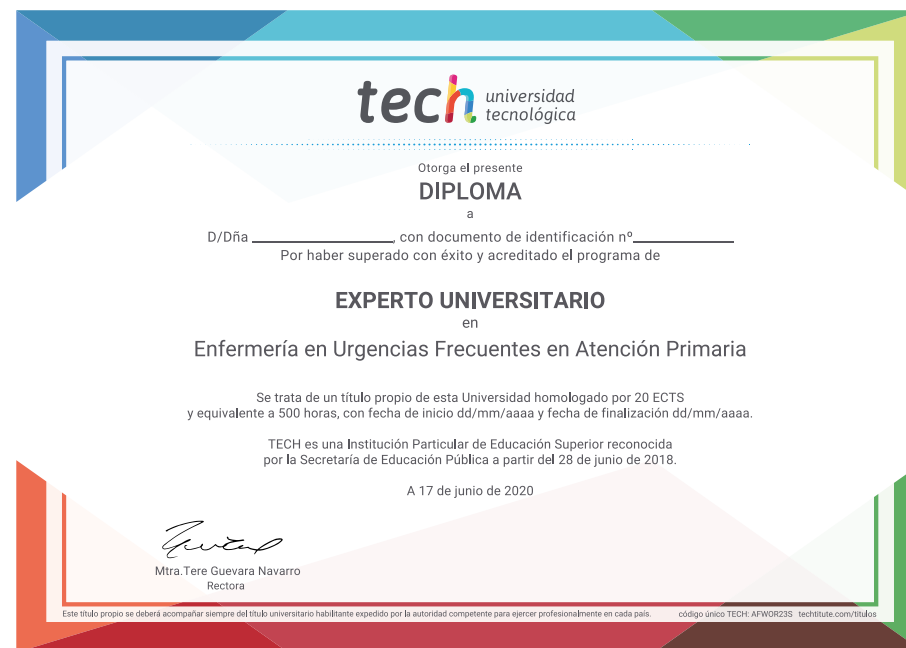 tech universidad
tecnológica
Otorga el presente
DIPLOMA
a
D/Dña ____________________, con documento de identificación nº______________
Por haber superado con éxito y acreditado el programa de
EXPERTO UNIVERSITARIO
en
Enfermería en Urgencias Frecuentes en Atención Primaria
Se trata de un título propio de esta Universidad homologado por 20 ECTS
y equivalente a 500 horas, con fecha de inicio dd/mm/aaaa y fecha de finalización dd/mm/aaaa.
TECH es una Institución Particular de Educación Superior reconocida
por la Secretaría de Educación Pública a partir del 28 de junio de 2018.
A 17 de junio de 2020
Mtra.Tere Guevara Navarro
Rectora
Este título propio se deberá acompañar siempre del título universitario habilitante expedido por la autoridad competente para ejercer profesionalmente en cada país. código único TECH: AFWOR23S techtitute.com/titulos